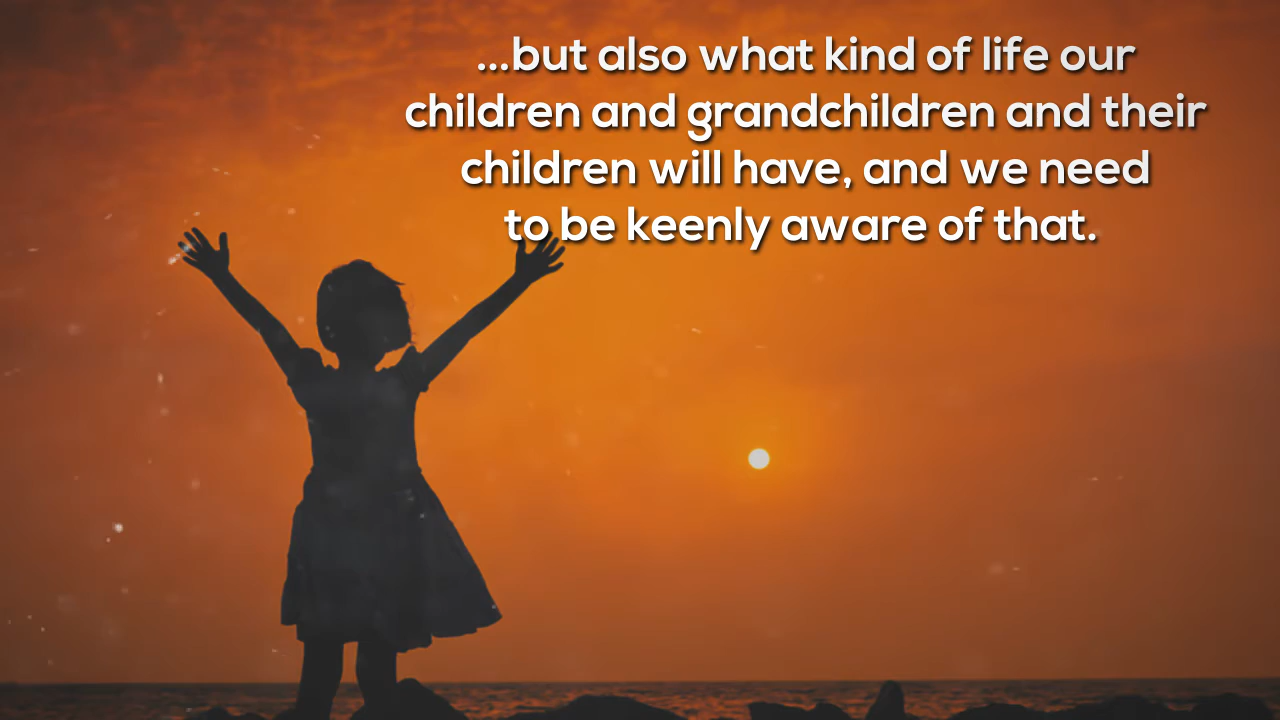 ...but also what kind of life our
children and grandchildren and their
children will have, and we need
to be keenly aware of that.